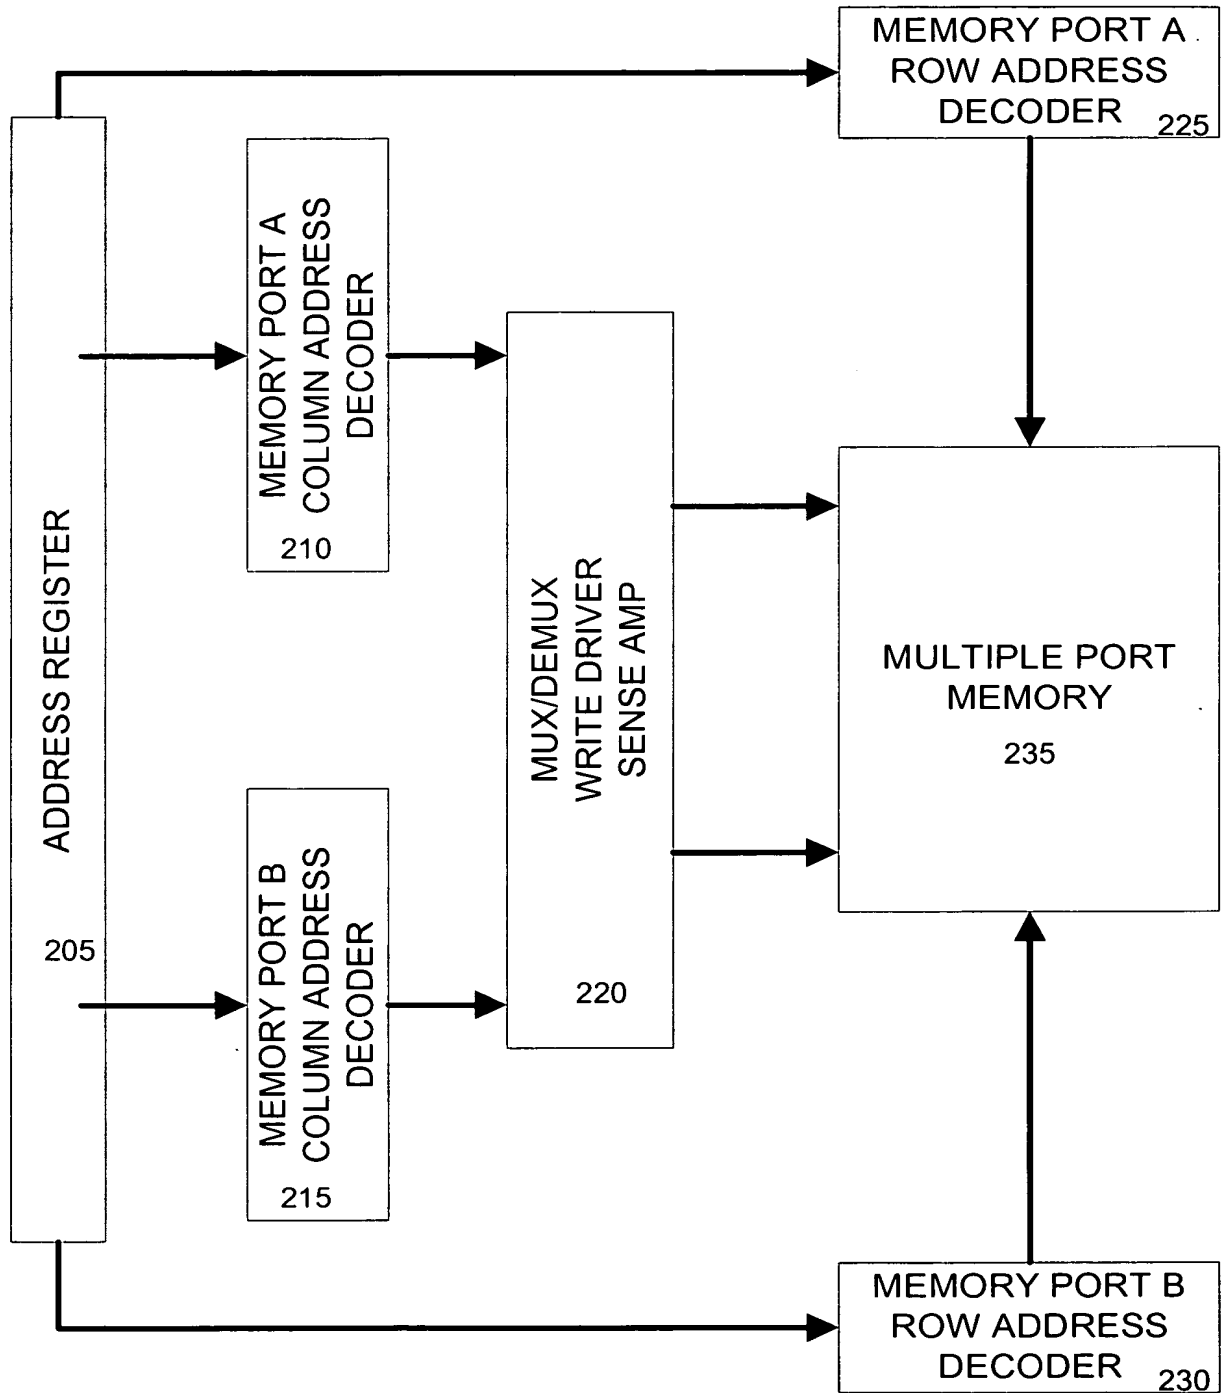 MEMORY PORT A
ROW ADDRESS
DECODER
225
MEMORY PORT A
COLUMN ADDRESS
DECODER
210
ADDRESS REGISTER
205
MUX/DEMUX
WRITE DRIVER
SENSE AMP
220
MULTIPLE PORT
MEMORY
235
MEMORY PORT B
COLUMN ADDRESS
DECODER
215
MEMORY PORT B
ROW ADDRESS
DECODER
230